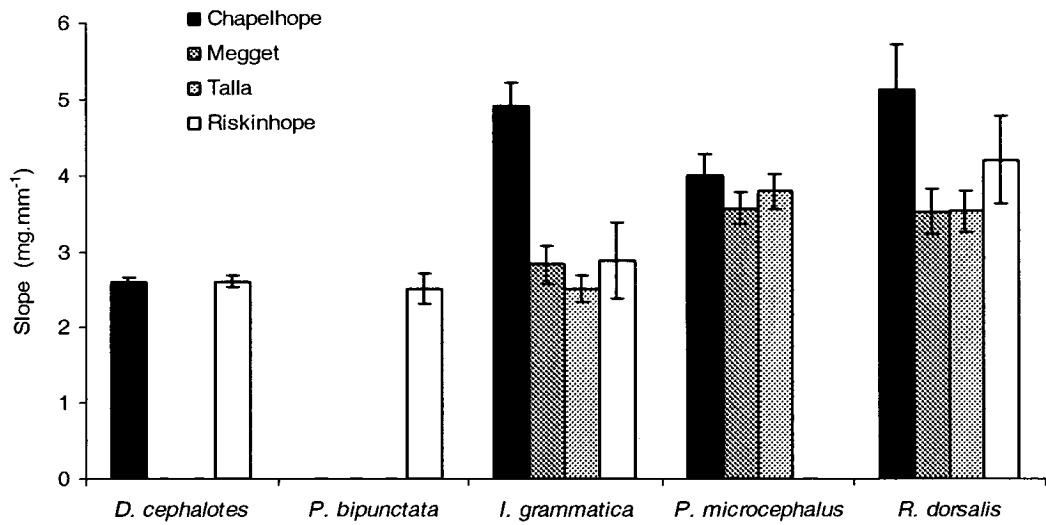 6
5
4
3
2
1
0
Slope (mg.mm⁻¹)
Chapelhope
Megget
Talla
Riskinhope
D. cephalotes P. bipunctata I. grammatica P. microcephalus R. dorsalis